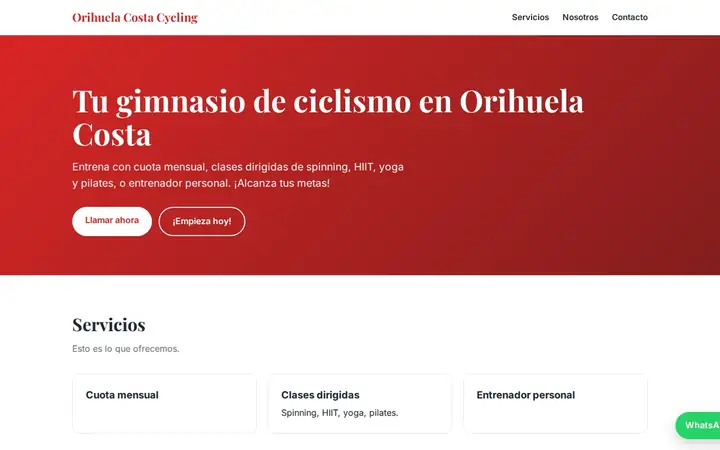 Orihuela Costa Cycling
Servicios Nosotros Contacto
Tu gimnasio de ciclismo en Orihuela
Costa
Entrena con cuota mensual, clases dirigidas de spinning, HIIT, yoga
y pilates, o entrenador personal. ¡Alcanza tus metas!
Llamar ahora ¡Empieza hoy!
Servicios
Esto es lo que ofrecemos.
Cuota mensual Clases dirigidas Entrenador personal
Spinning, HIIT, yoga, pilates.
WhatsA